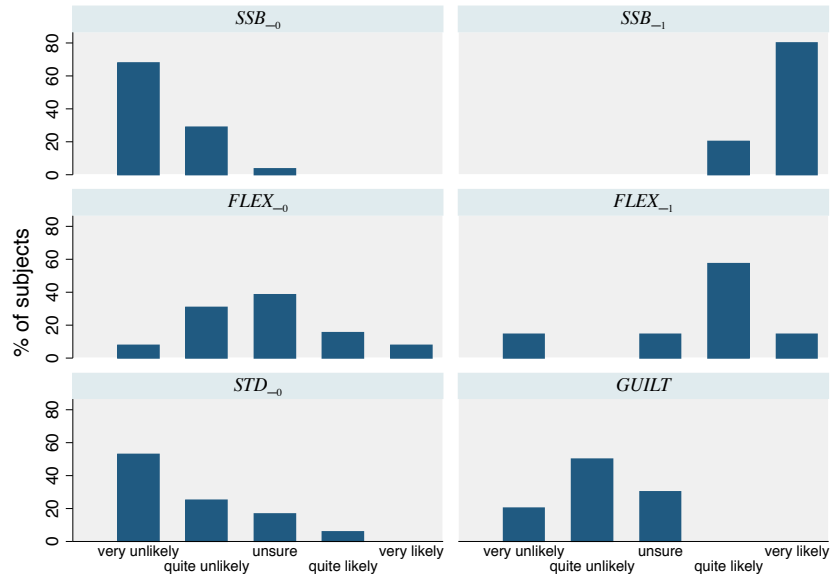 SSB_0 SSB_1
80
60
40
20
0
FLEX_0 FLEX_1
80
60
40
20
0
STD_0 GUILT
80
60
40
20
0
% of subjects
very unlikely unsure very likely very unlikely unsure very likely
quite unlikely quite likely quite unlikely quite likely